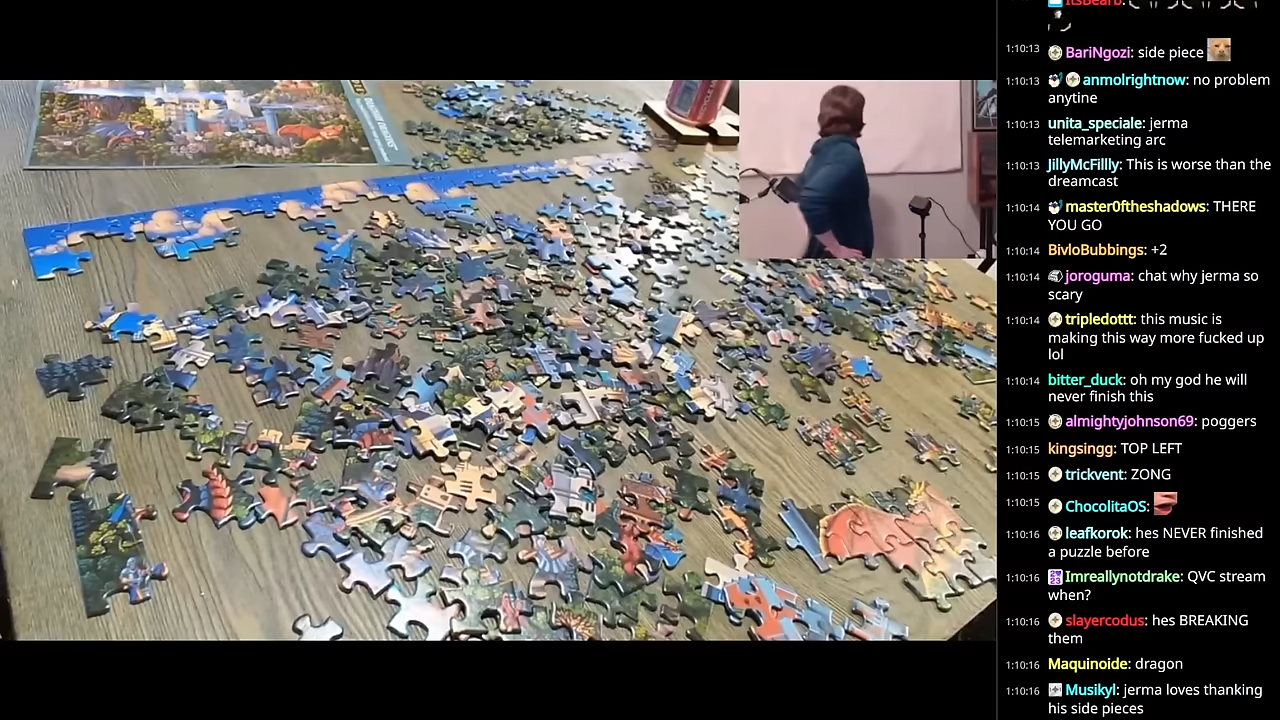 ItsBearb:
1:10:13 BariNgozi: side piece
1:10:13 anmolrightnow: no problem
anytine
1:10:13 unita_speciale: jerma
telemarketing arc
1:10:13 JillyMcFilly: This is worse than the
dreamcast
1:10:14 master0ftheshadows: THERE
YOU GO
1:10:14 BivloBubbings: +2
1:10:14 joroguma: chat why jerma so
scary
1:10:14 tripledottt: this music is
making this way more fucked up
lol
1:10:14 bitter_duck: oh my god he will
never finish this
1:10:15 almightyjohnson69: poggers
1:10:15 kingsingg: TOP LEFT
1:10:15 trickvent: ZONG
1:10:15 ChocolitaOS:
1:10:16 leafkorok: hes NEVER finished
a puzzle before
1:10:16 Imreallynotdrake: QVC stream
when?
1:10:16 slayercodus: hes BREAKING
them
1:10:16 Maquinoide: dragon
1:10:16 Musikyl: jerma loves thanking
his side pieces